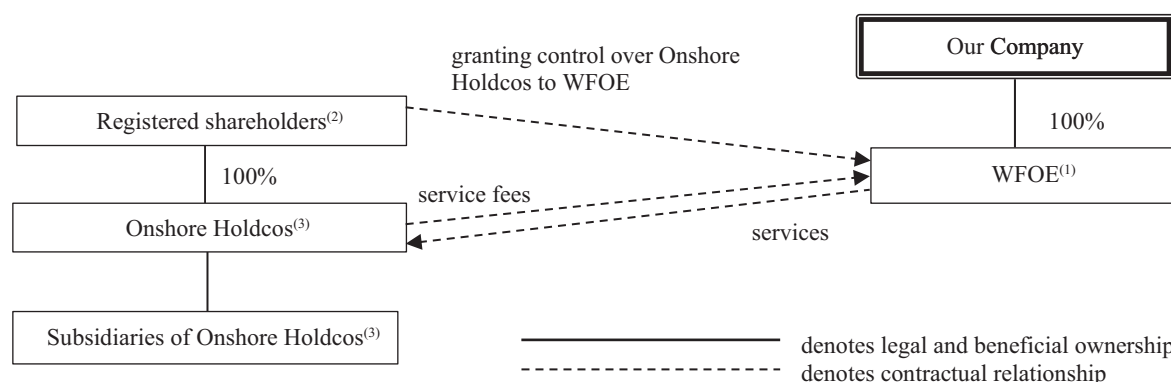 granting control over Onshore
Holdcos to WFOE
Our Company
Registered shareholders(2)
100%
100%
WFOE(1)
service fees
Onshore Holdcos(3)
services
Subsidiaries of Onshore Holdcos(3)
denotes legal and beneficial ownership
denotes contractual relationship